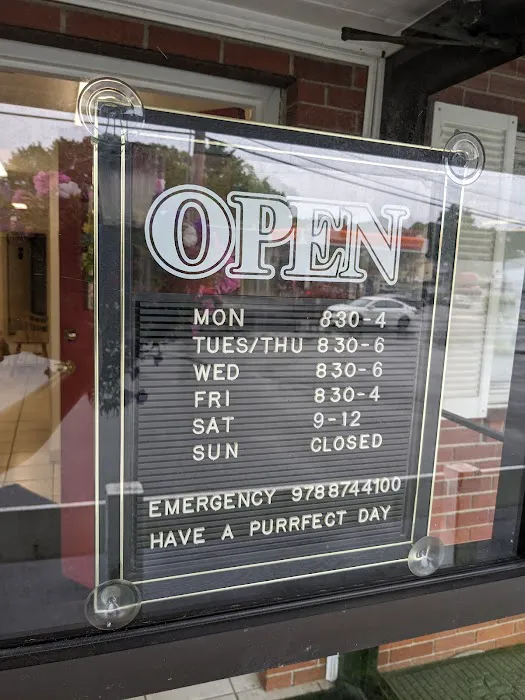 OPEN
MON 830-4
TUES/THU 830-6
WED 830-6
FRI 830-4
SAT 9-12
SUN CLOSED
EMERGENCY 9788744100
HAVE A PURRFECT DAY